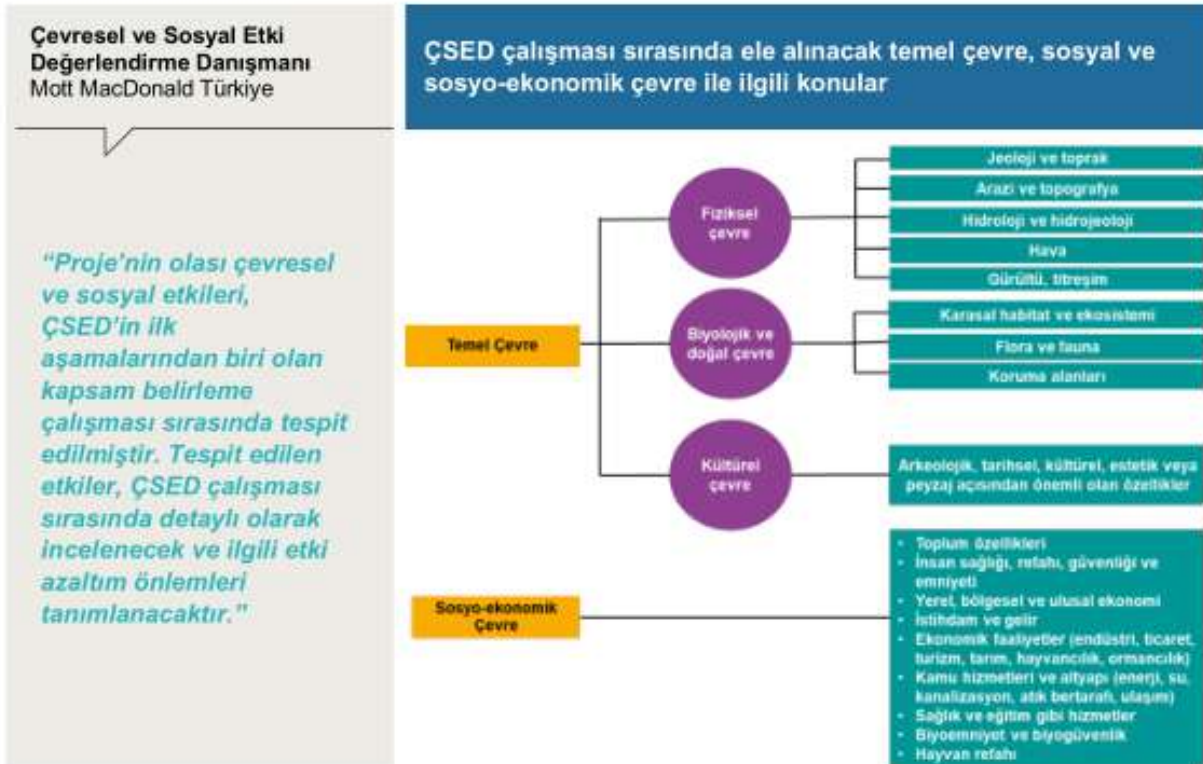 Çevresel ve Sosyal Etki
Değerlendirme Danışmanı
Mott MacDonald Türkiye
“Proje’nin olası çevresel
ve sosyal etkileri,
ÇSED’in ilk
aşamalarından biri olan
kapsam belirleme
çalışması sırasında tespit
edilmiştir. Tespit edilen
etkiler, ÇSED çalışması
sırasında detaylı olarak
incelenecek ve ilgili etki
azaltım önlemleri
tanımlanacaktır.”
ÇSED çalışması sırasında ele alınacak temel çevre, sosyal ve
sosyo-ekonomik çevre ile ilgili konular
Temel Çevre
Fiziksel
çevre
Jeoloji ve toprak
Arazi ve topografya
Hidroloji ve hidrojeoloji
Hava
Gürültü, titreşim
Biyolojik ve
doğal çevre
Karasal habitat ve ekosistemi
Flora ve fauna
Koruma alanları
Kültürel
çevre
Arkeolojik, tarihsel, kültürel, estetik veya
peyzaj açısından önemli olan özellikler
Sosyo-ekonomik
Çevre
• Toplum özellikleri
• İnsan sağlığı, refahı, güvenliği ve
emniyeti
• Yerel, bölgesel ve ulusal ekonomi
• İstihdam ve gelir
• Ekonomik faaliyetler (endüstri, ticaret,
turizm, tarım, hayvancılık, ormancılık)
• Kamu hizmetleri ve altyapı (enerji, su,
kanalizasyon, atık bertarafı, ulaşım)
• Sağlık ve eğitim gibi hizmetler
• Biyoemniyet ve biyogüvenlik
• Hayvan refahı